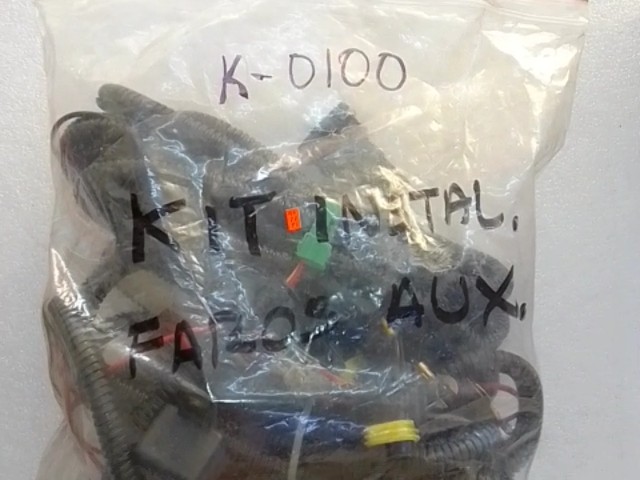 K-0100
KIT INSTAL.
FAROS AUX.